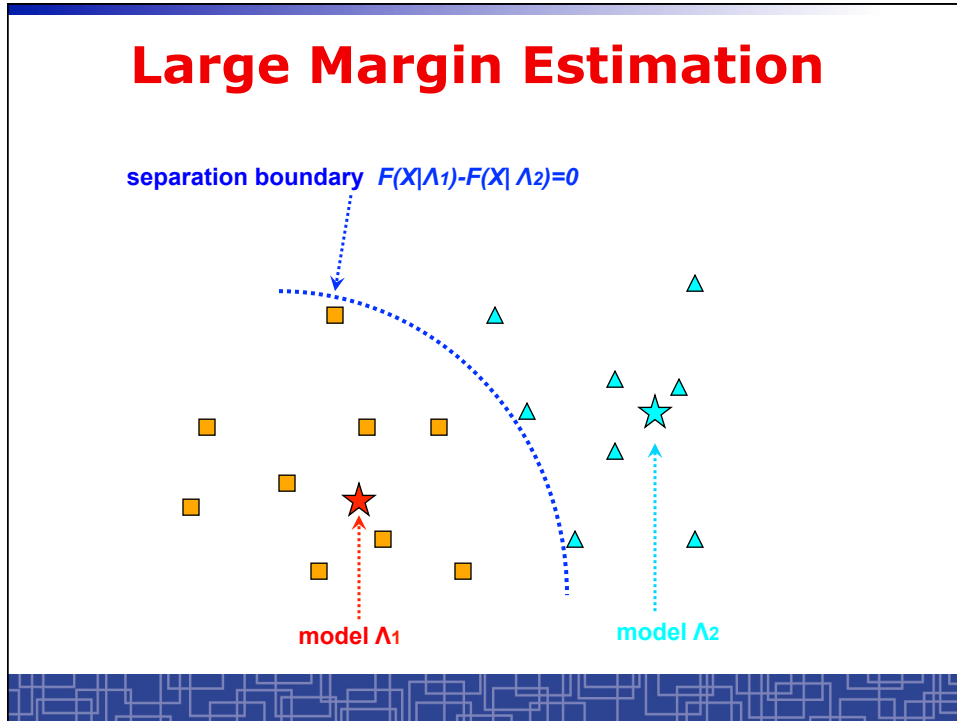 Large Margin Estimation
separation boundary F(X|Λ1)-F(X| Λ2)=0
model Λ1
model Λ2